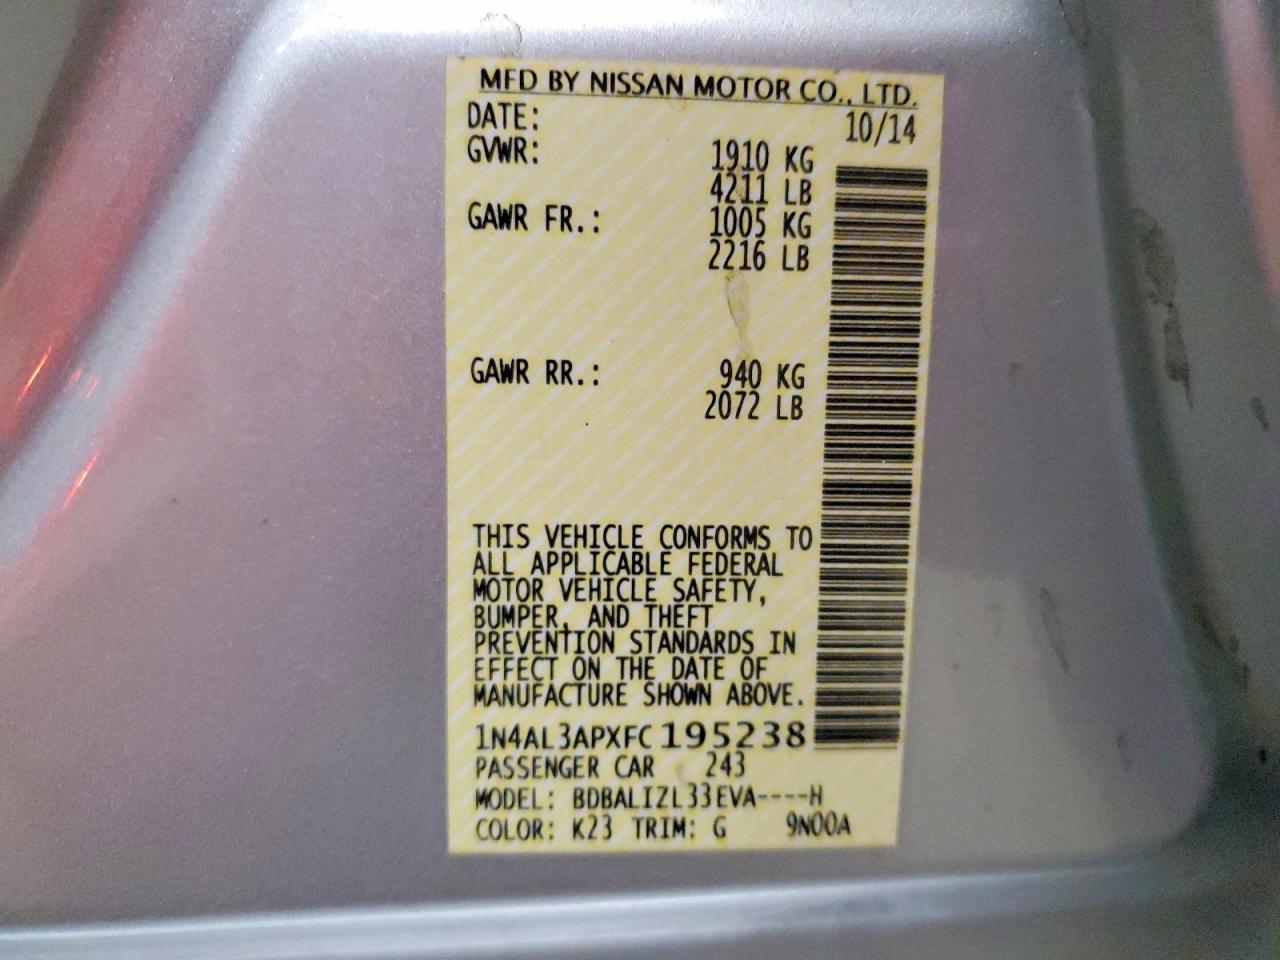 MFD BY NISSAN MOTOR CO., LTD.
DATE: 10/14
GVWR: 1910 KG
4211 LB
GAWR FR.: 1005 KG
2216 LB
GAWR RR.: 940 KG
2072 LB
THIS VEHICLE CONFORMS TO
ALL APPLICABLE FEDERAL
MOTOR VEHICLE SAFETY,
BUMPER, AND THEFT
PREVENTION STANDARDS IN
EFFECT ON THE DATE OF
MANUFACTURE SHOWN ABOVE.
1N4AL3APXFC195238
PASSENGER CAR 243
MODEL: BDBALIZL33EVA----H
COLOR: K23 TRIM: G 9N00A